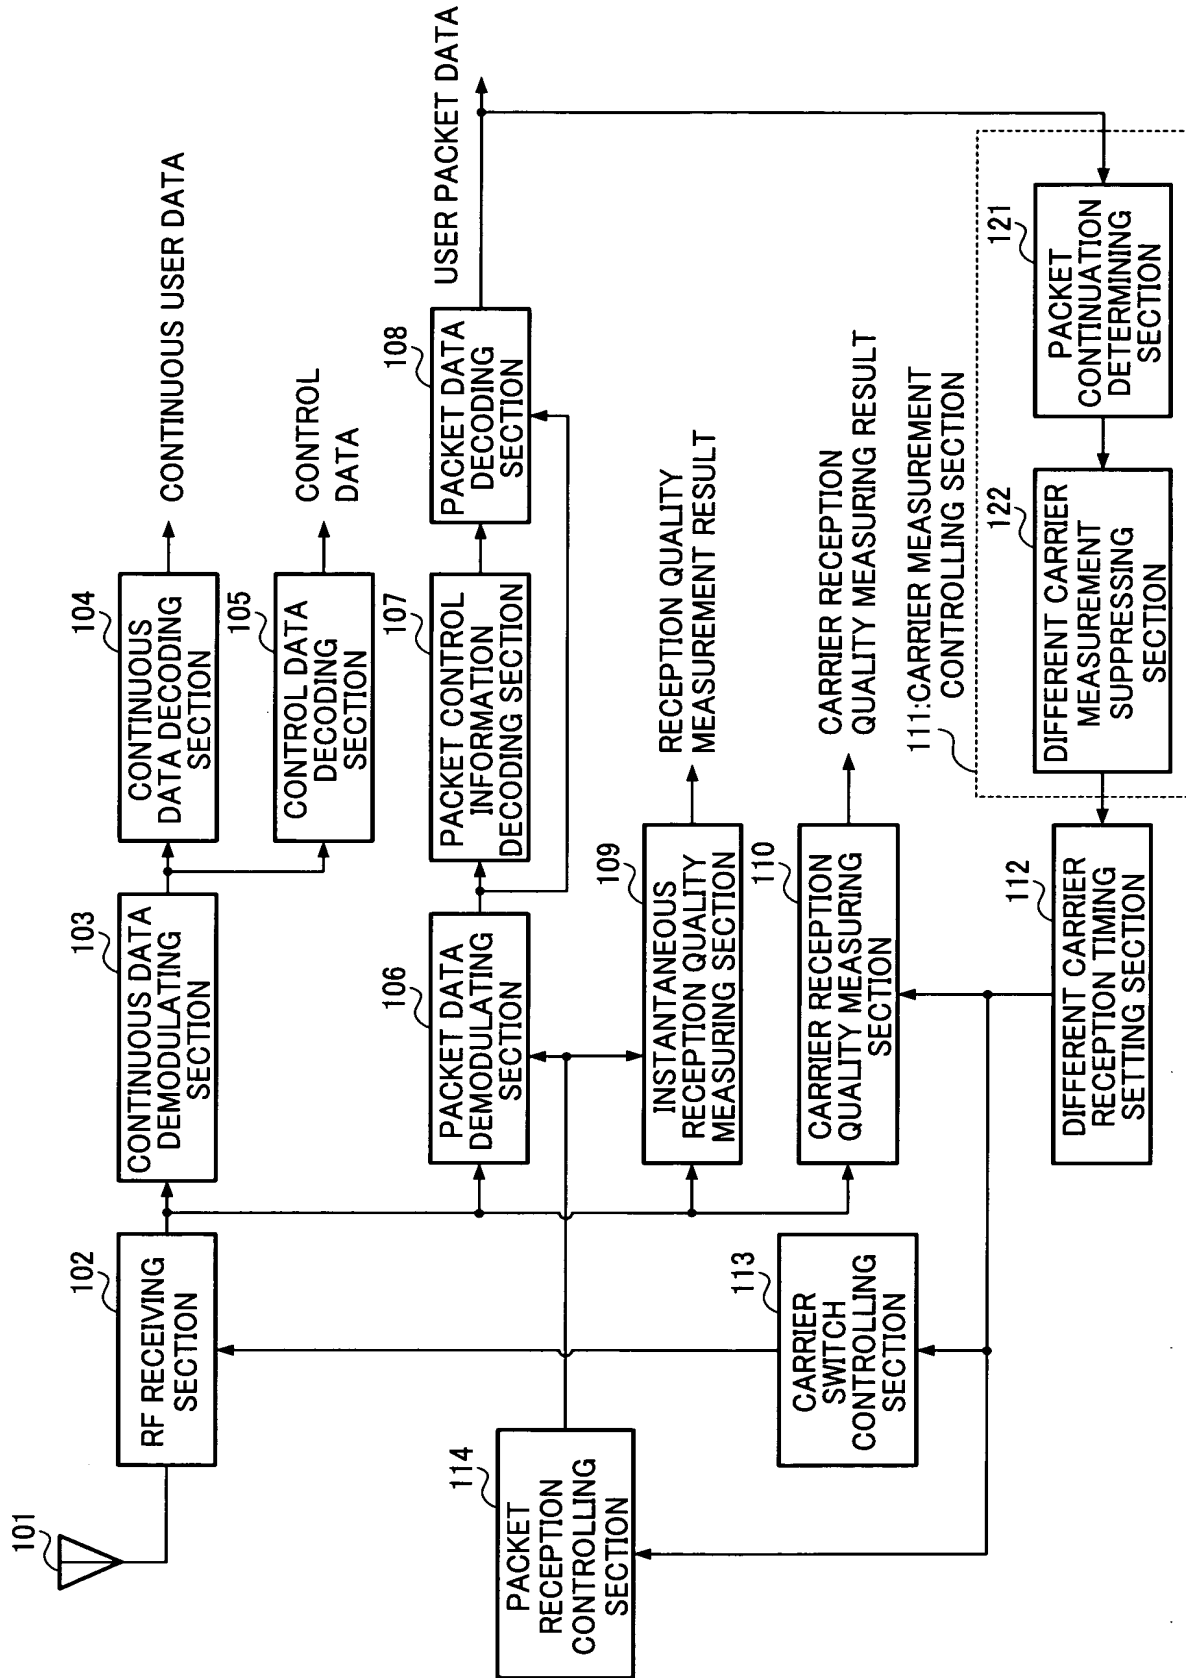 101
102
RF RECEIVING
SECTION
103
CONTINUOUS DATA
DEMODULATING
SECTION
104
CONTINUOUS
DATA DECODING
SECTION
CONTINUOUS USER DATA
105
CONTROL DATA
DECODING
SECTION
CONTROL
DATA
106
PACKET DATA
DEMODULATING
SECTION
107
PACKET CONTROL
INFORMATION
DECODING SECTION
108
PACKET DATA
DECODING
SECTION
USER PACKET DATA
114
PACKET
RECEPTION
CONTROLLING
SECTION
109
INSTANTANEOUS
RECEPTION QUALITY
MEASURING SECTION
RECEPTION QUALITY
MEASUREMENT RESULT
113
CARRIER
SWITCH
CONTROLLING
SECTION
110
CARRIER RECEPTION
QUALITY MEASURING
SECTION
CARRIER RECEPTION
QUALITY MEASURING RESULT
111:CARRIER MEASUREMENT
CONTROLLING SECTION
112
DIFFERENT CARRIER
RECEPTION TIMING
SETTING SECTION
122
DIFFERENT CARRIER
MEASUREMENT
SUPPRESSING
SECTION
121
PACKET
CONTINUATION
DETERMINING
SECTION